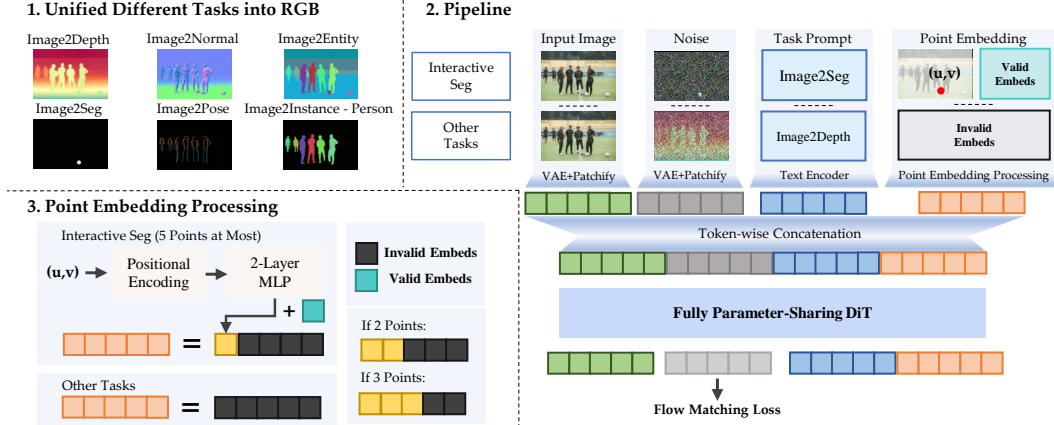 1. Unified Different Tasks into RGB
Image2Depth
Image2Normal
Image2Entity
Image2Seg
Image2Pose
Image2Instance - Person
2. Pipeline
Input Image
Noise
Task Prompt
Point Embedding
Interactive
Seg
Image2Seg
(u,v)
Valid
Embeds
Other
Tasks
Image2Depth
Invalid
Embeds
VAE+Patchify
VAE+Patchify
Text Encoder
Point Embedding Processing
Token-wise Concatenation
Fully Parameter-Sharing DiT
Flow Matching Loss
3. Point Embedding Processing
Interactive Seg (5 Points at Most)
(u,v)
Positional
Encoding
2-Layer
MLP
+
=
Other Tasks
=
Invalid Embeds
Valid Embeds
If 2 Points:
If 3 Points: